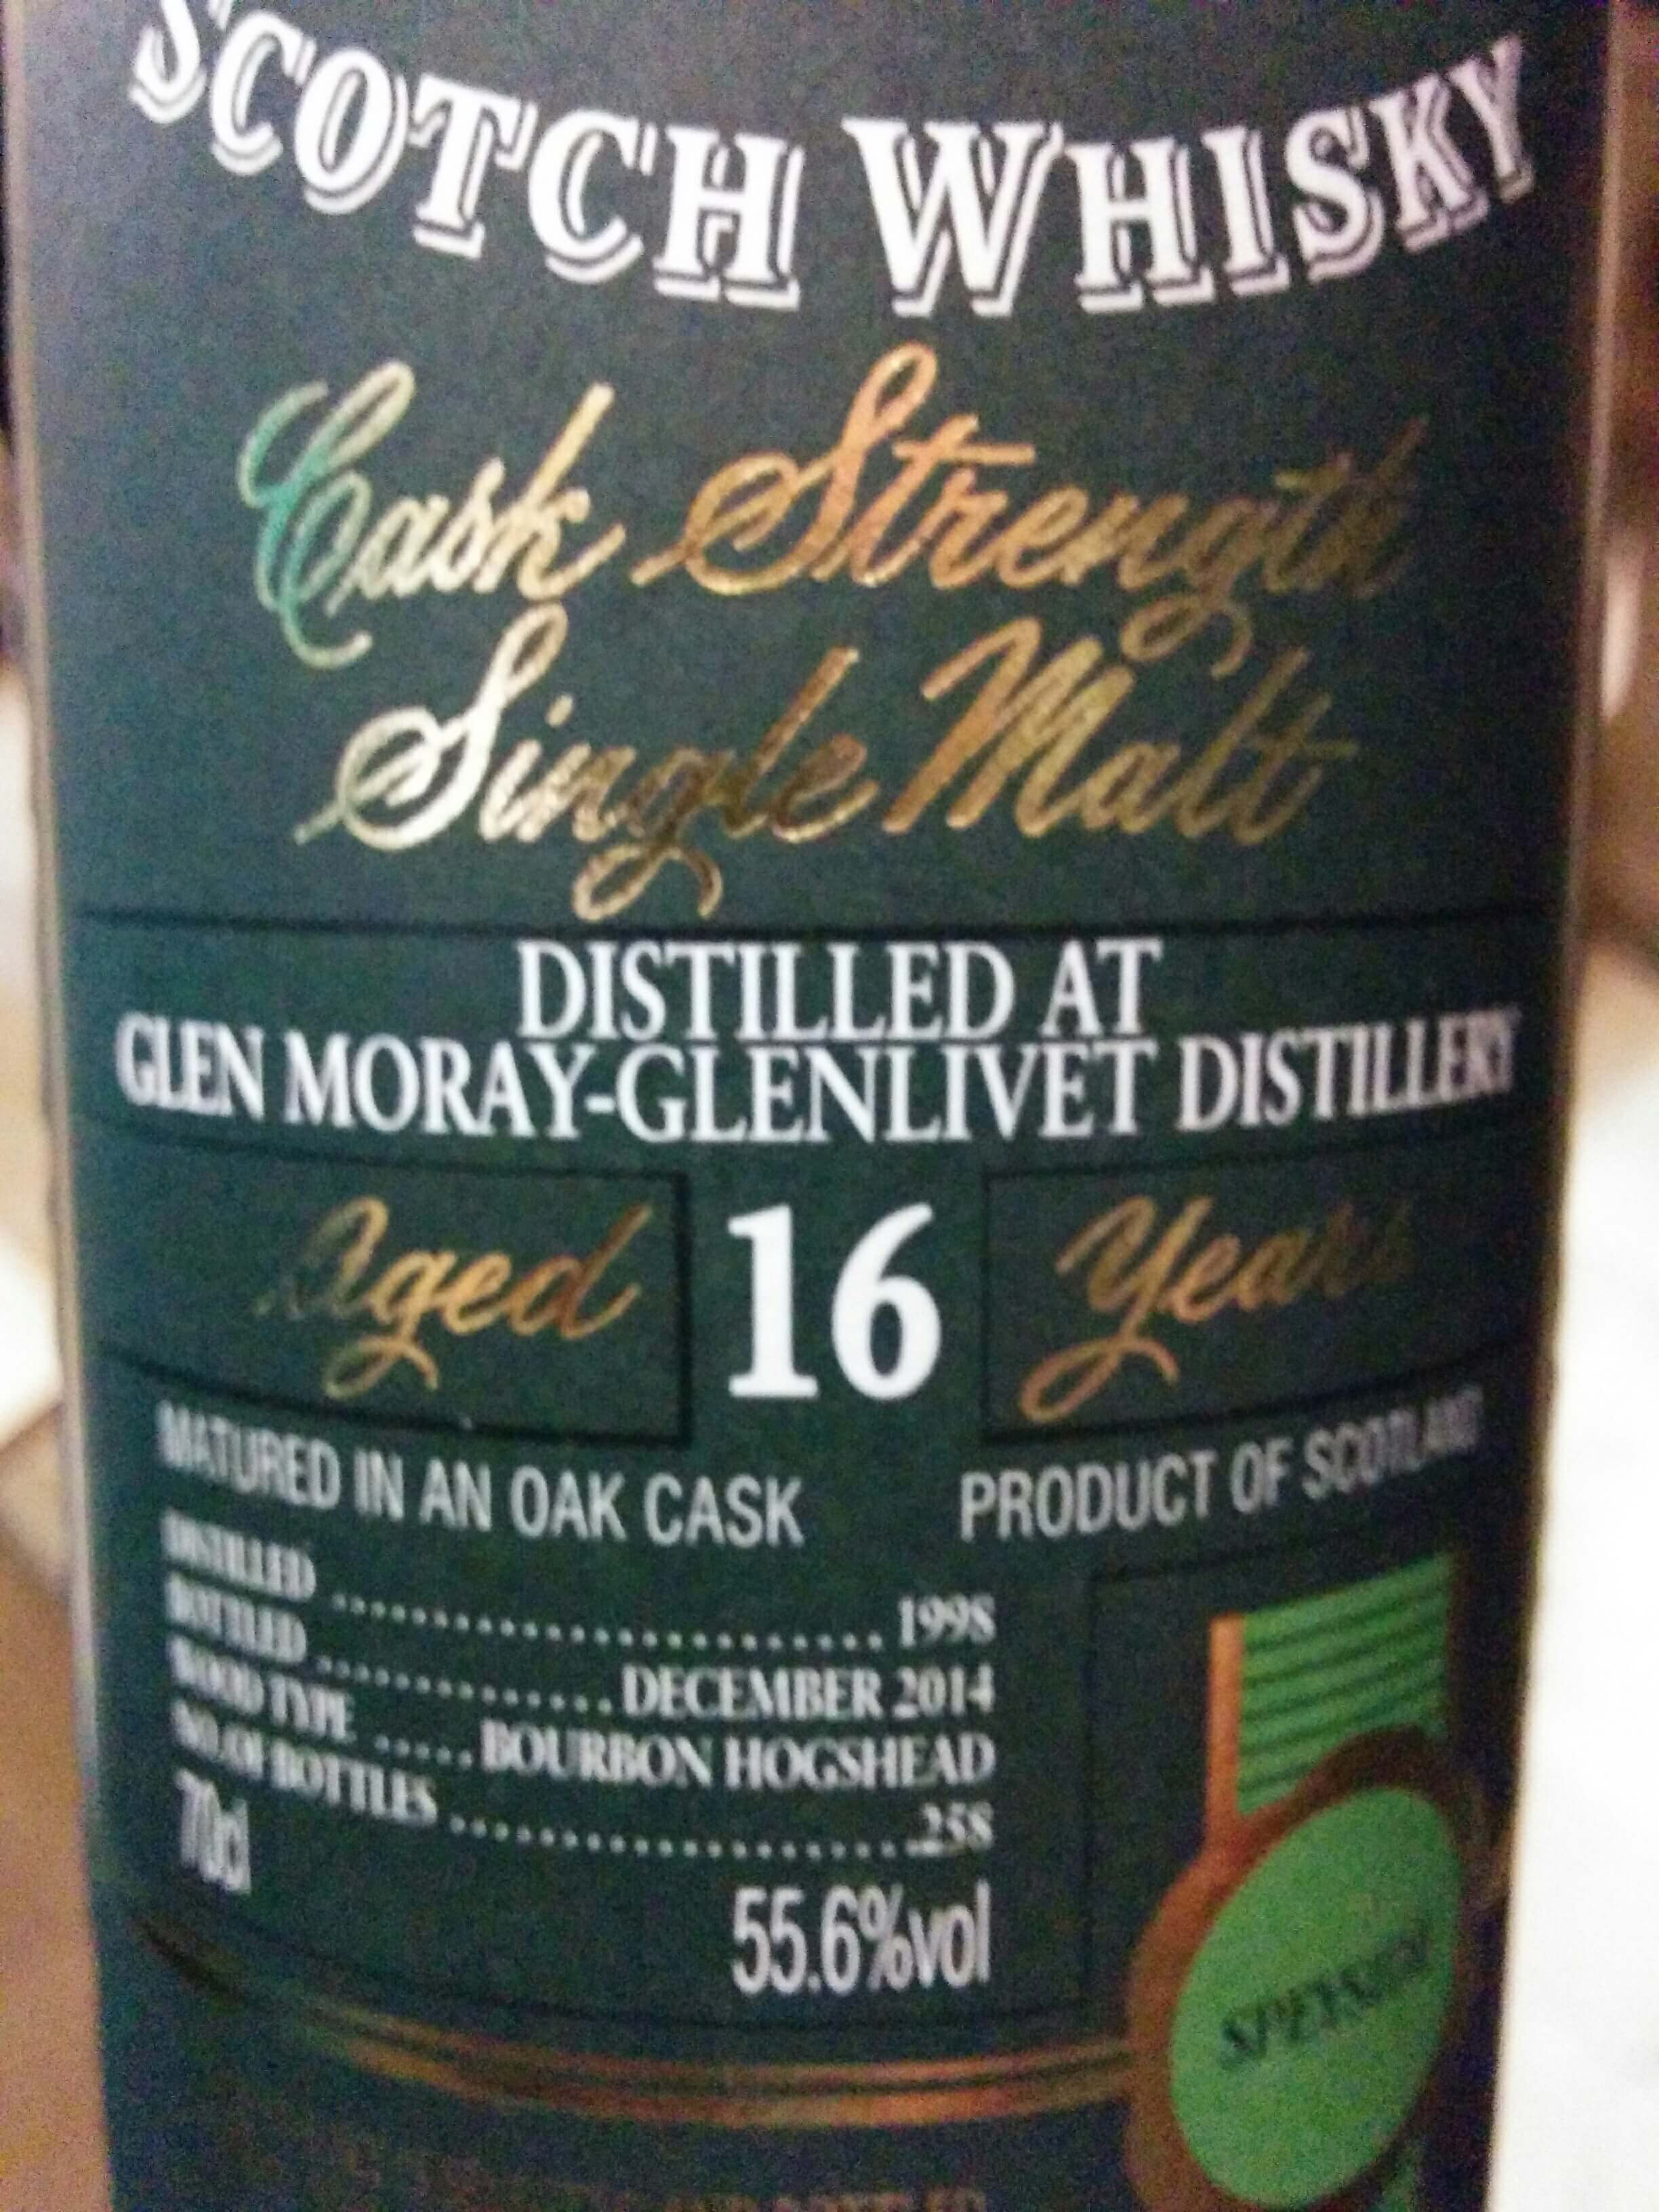 SCOTCH WHISKY
Cask Strength
Single Malt
DISTILLED AT
GLEN MORAY-GLENLIVET DISTILLERY
Aged 16 Years
MATURED IN AN OAK CASK PRODUCT OF SCOTLAND
DISTILLED .......................... 1998
BOTTLED .............. DECEMBER 2014
WOOD TYPE ..... BOURBON HOGSHEAD
NO. OF BOTTLES ....................... 258
70cl 55.6%vol
SPEYSIDE